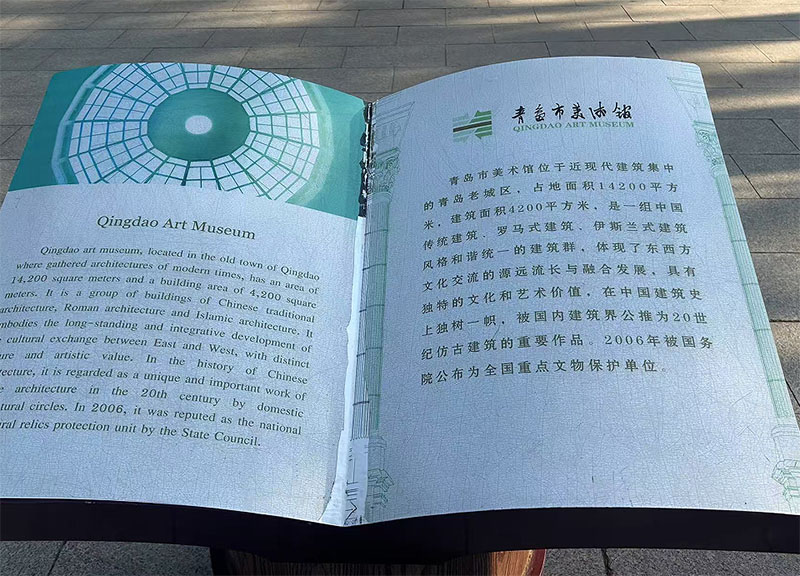 Qingdao Art Museum
Qingdao art museum, located in the old town of Qingdao
where gathered architectures of modern times, has an area of
14,200 square meters and a building area of 4,200 square
meters. It is a group of buildings of Chinese traditional
architecture, Roman architecture and Islamic architecture. It
the long-standing and integrative development of
cultural exchange between East and West, with distinct
and artistic value. In the history of Chinese
it is regarded as a unique and important work of
architecture in the 20th century by domestic
circles. In 2006, it was reputed as the national
relics protection unit by the State Council.
青岛市美术馆
QINGDAO ART MUSEUM
青岛市美术馆位于近现代建筑集中
的青岛老城区，占地面积14200平方
米，建筑面积4200平方米，是一组中国
传统建筑、罗马式建筑、伊斯兰式建筑
风格和谐统一的建筑群，体现了东西方
文化交流的源远流长与融合发展，具有
独特的文化和艺术价值，在中国建筑史
上独树一帜，被国内建筑界公推为20世
纪仿古建筑的重要作品。2006年被国务
院公布为全国重点文物保护单位。